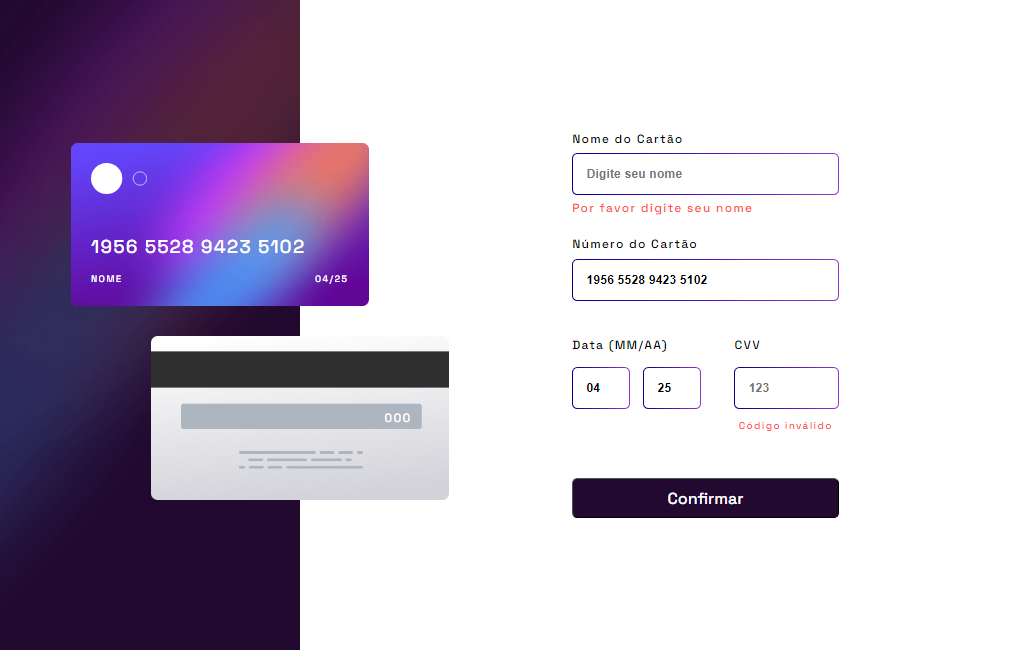 1956 5528 9423 5102
NOME 04/25
000
Nome do Cartão
Digite seu nome
Por favor digite seu nome
Número do Cartão
1956 5528 9423 5102
Data (MM/AA) CVV
04 25 123
Código inválido
Confirmar